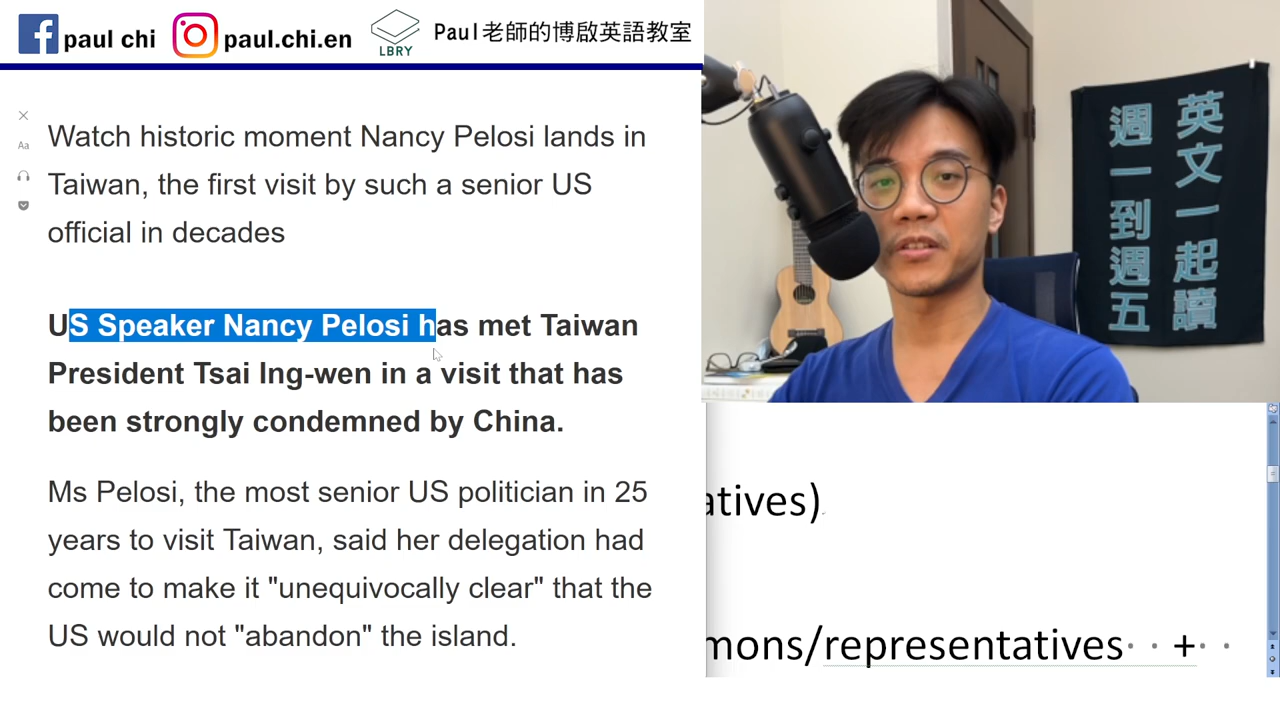 paul chi
paul.chi.en
LBRY
Paul老師的博啟英語教室
Aa
Watch historic moment Nancy Pelosi lands in
Taiwan, the first visit by such a senior US
official in decades
US Speaker Nancy Pelosi has met Taiwan
President Tsai Ing-wen in a visit that has
been strongly condemned by China.
Ms Pelosi, the most senior US politician in 25
years to visit Taiwan, said her delegation had
come to make it "unequivocally clear" that the
US would not "abandon" the island.
英文一起讀
週一到週五
atives)
mons/representatives · · + · ·